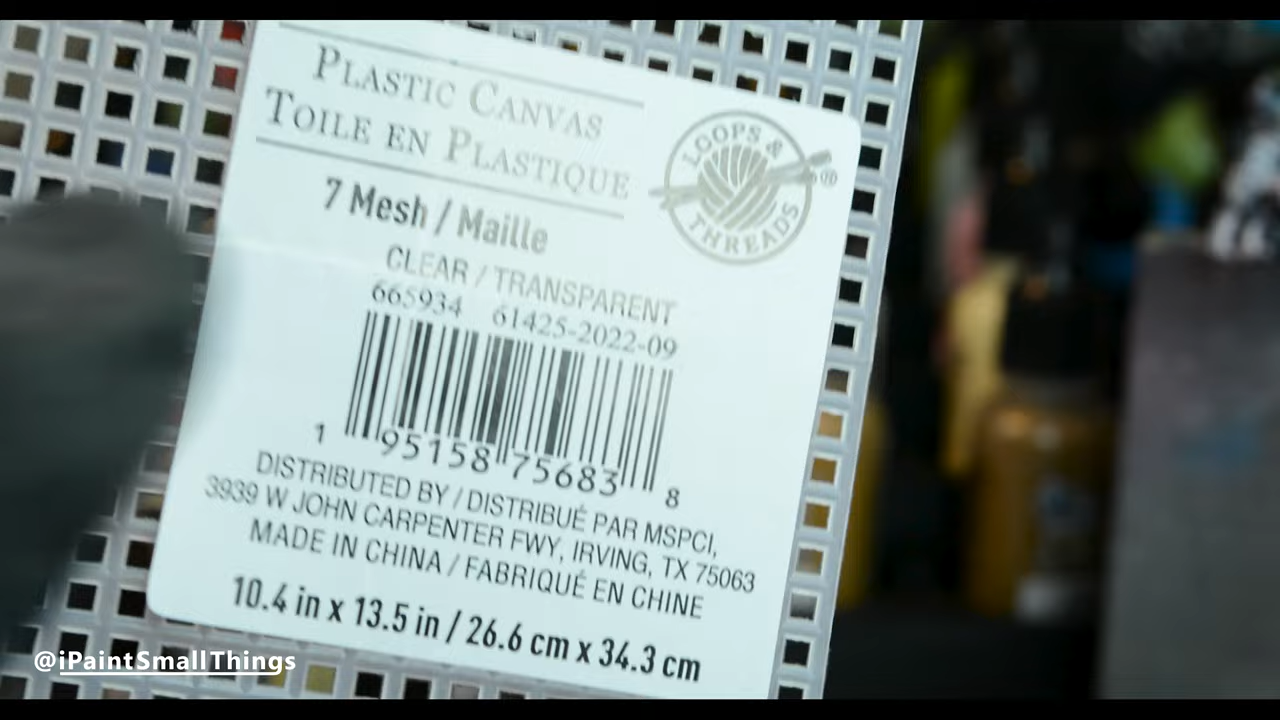 PLASTIC CANVAS
TOILE EN PLASTIQUE
LOOPS & THREADS®
7 Mesh / Maille
CLEAR / TRANSPARENT
665934 61425-2022-09
1 95158 75683 8
DISTRIBUTED BY / DISTRIBUÉ PAR MSPCI,
3939 W JOHN CARPENTER FWY, IRVING, TX 75063
MADE IN CHINA / FABRIQUÉ EN CHINE
10.4 in x 13.5 in / 26.6 cm x 34.3 cm
@iPaintSmallThings